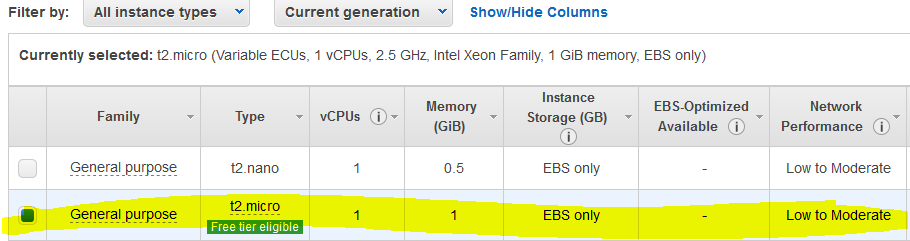 Filter by: All instance types Current generation Show/Hide Columns
Currently selected: t2.micro (Variable ECUs, 1 vCPUs, 2.5 GHz, Intel Xeon Family, 1 GiB memory, EBS only)
Family Type vCPUs i Memory (GiB) Instance Storage (GB) i EBS-Optimized Available i Network Performance i
General purpose t2.nano 1 0.5 EBS only - Low to Moderate
General purpose t2.micro 1 1 EBS only - Low to Moderate
Free tier eligible